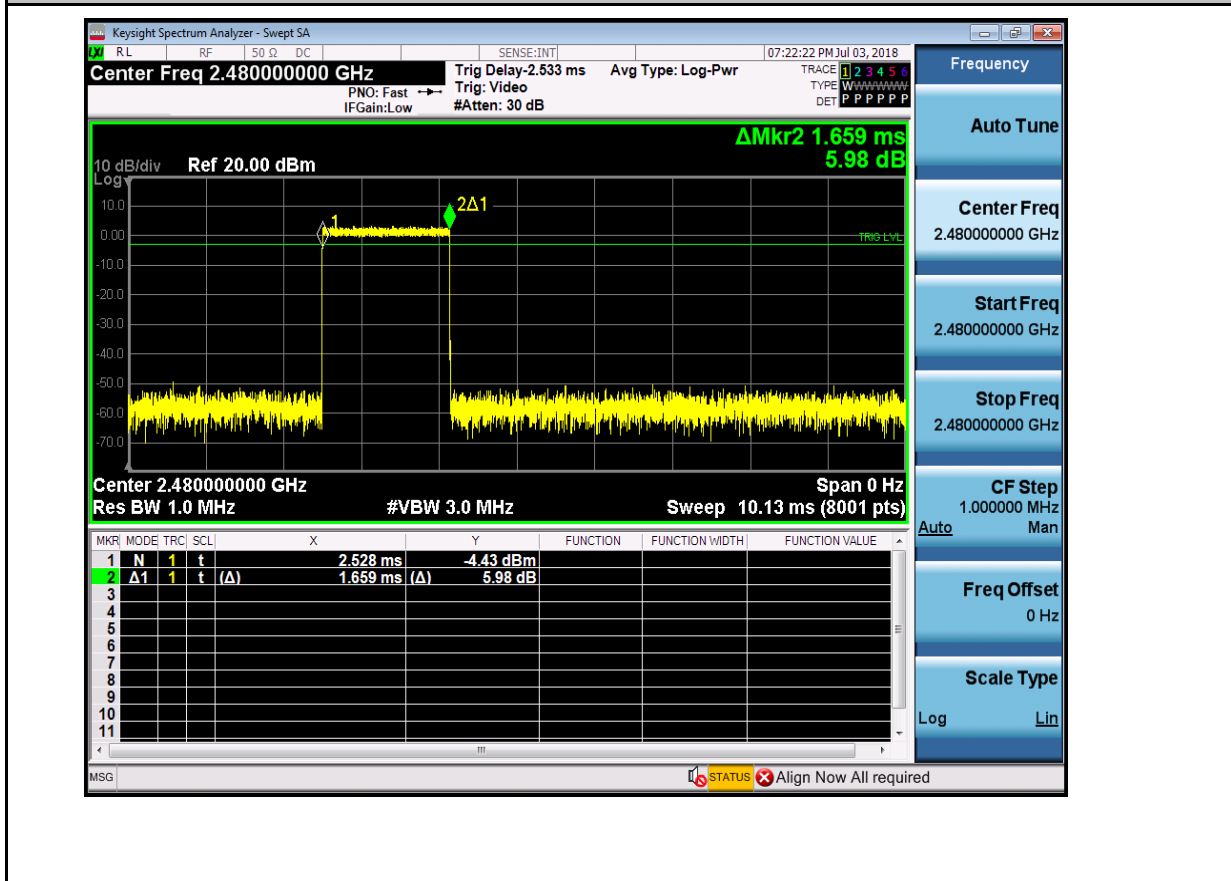 Keysight Spectrum Analyzer - Swept SA
LXI RL RF 50 Ω DC SENSE:INT 07:22:22 PM Jul 03, 2018
Center Freq 2.480000000 GHz
PNO: Fast
IFGain:Low
Trig Delay-2.533 ms
Trig: Video
#Atten: 30 dB
Avg Type: Log-Pwr
TRACE 1 2 3 4 5 6
TYPE WWWWWW
DET P P P P P P
ΔMkr2 1.659 ms
5.98 dB
10 dB/div Ref 20.00 dBm
Log
10.0
0.00
-10.0
-20.0
-30.0
-40.0
-50.0
-60.0
-70.0
1
2Δ1
TRIG LVL
Center 2.480000000 GHz Span 0 Hz
Res BW 1.0 MHz #VBW 3.0 MHz Sweep 10.13 ms (8001 pts)
MKR MODE TRC SCL X Y FUNCTION FUNCTION WIDTH FUNCTION VALUE
1 N 1 t 2.528 ms -4.43 dBm
2 Δ1 1 t (Δ) 1.659 ms (Δ) 5.98 dB
3
4
5
6
7
8
9
10
11
MSG STATUS Align Now All required
Frequency
Auto Tune
Center Freq
2.480000000 GHz
Start Freq
2.480000000 GHz
Stop Freq
2.480000000 GHz
CF Step
1.000000 MHz
Auto Man
Freq Offset
0 Hz
Scale Type
Log Lin